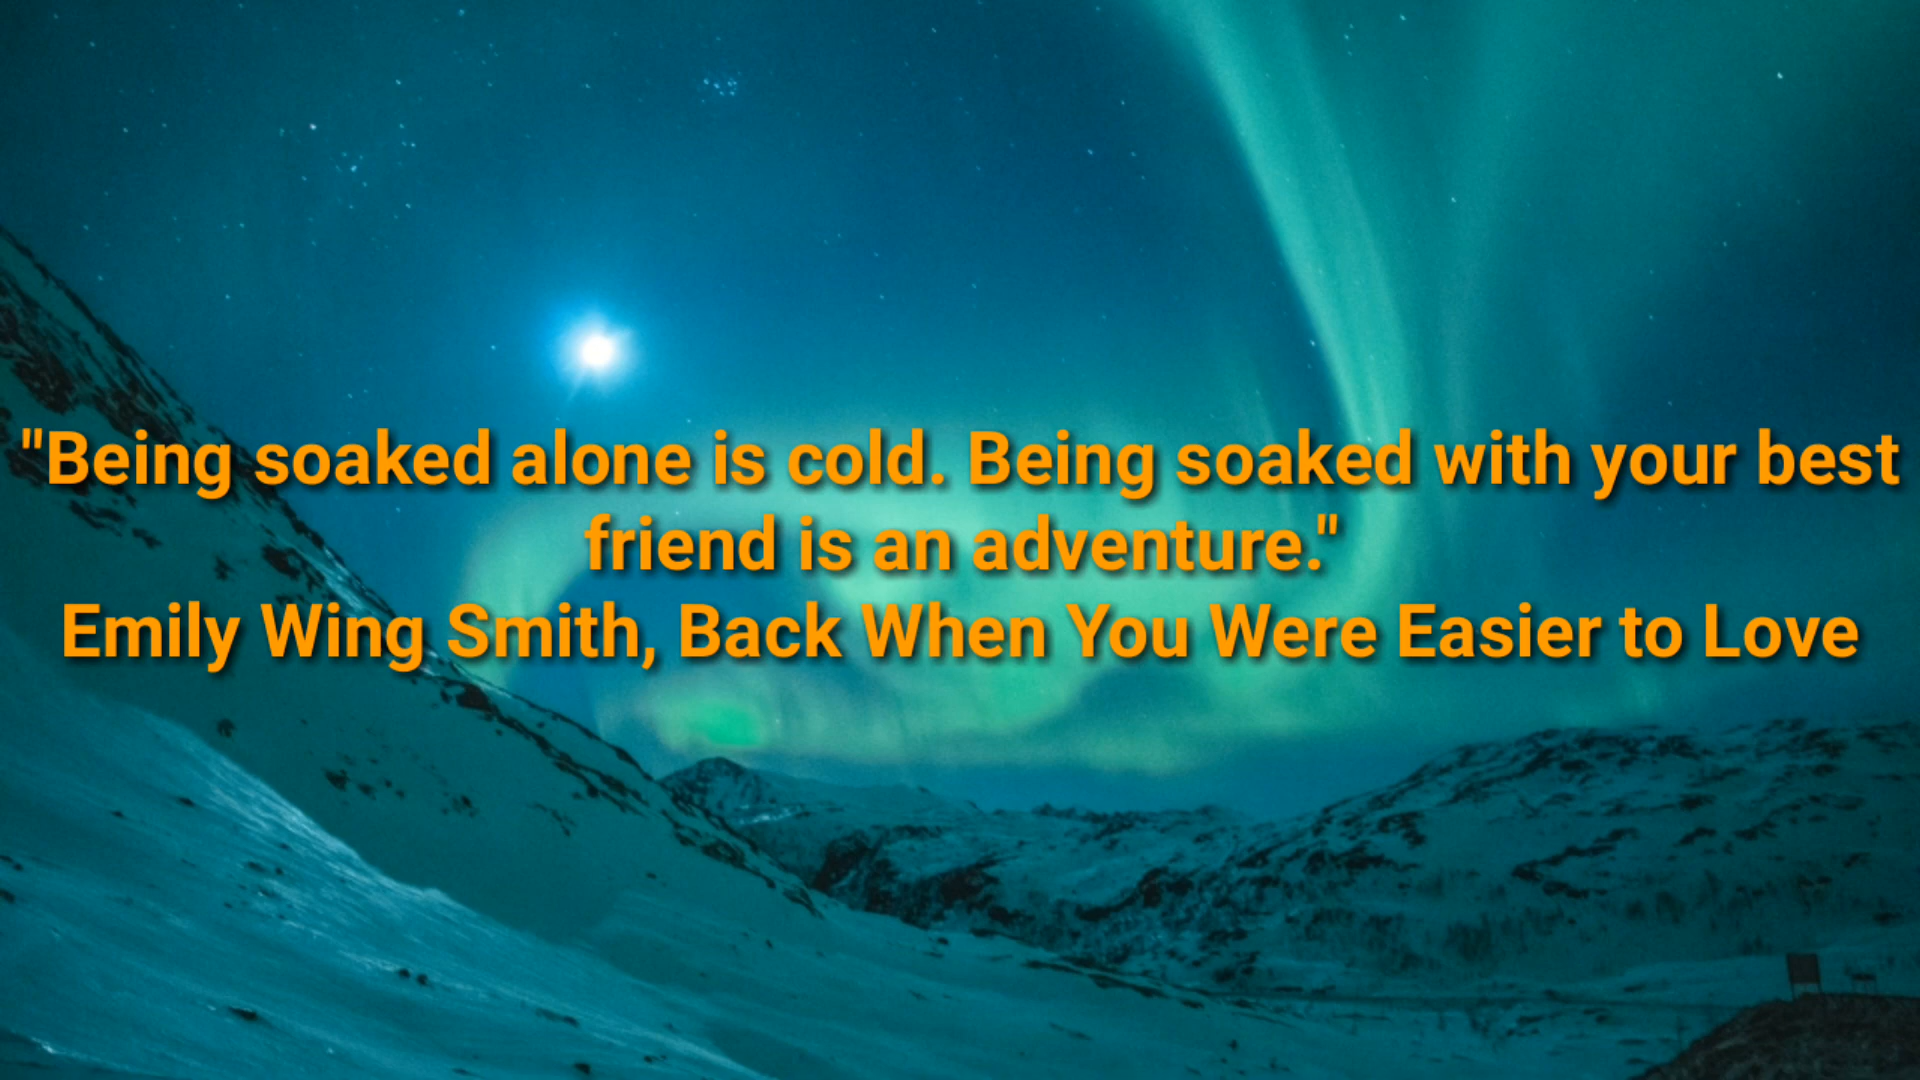 "Being soaked alone is cold. Being soaked with your best
friend is an adventure."
Emily Wing Smith, Back When You Were Easier to Love